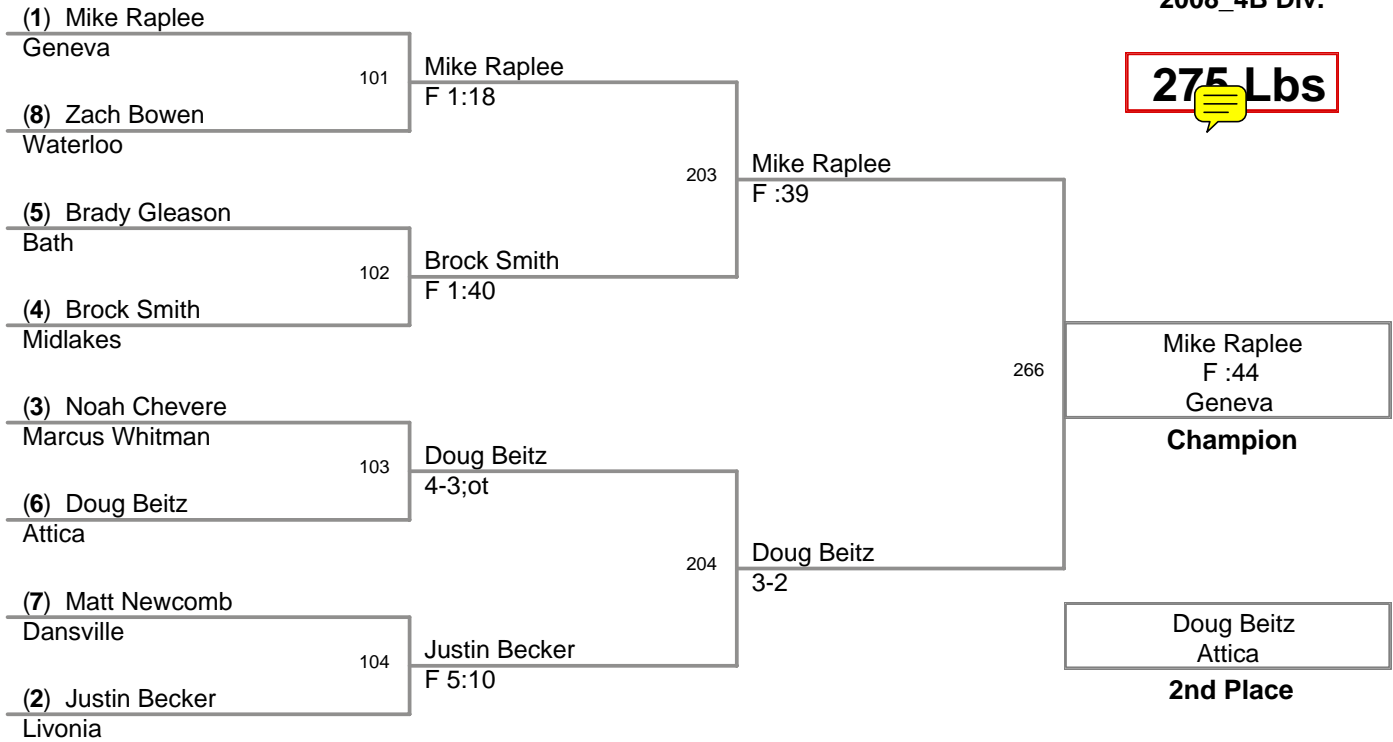 2008_4B Div.
275 Lbs
(1) Mike Raplee
Geneva
101
(8) Zach Bowen
Waterloo
Mike Raplee
F 1:18
203
(5) Brady Gleason
Bath
102
(4) Brock Smith
Midlakes
Brock Smith
F 1:40
Mike Raplee
F :39
266
(3) Noah Chevere
Marcus Whitman
103
(6) Doug Beitz
Attica
Doug Beitz
4-3;ot
204
(7) Matt Newcomb
Dansville
104
(2) Justin Becker
Livonia
Justin Becker
F 5:10
Doug Beitz
3-2
Mike Raplee
F :44
Geneva
Champion
Doug Beitz
Attica
2nd Place